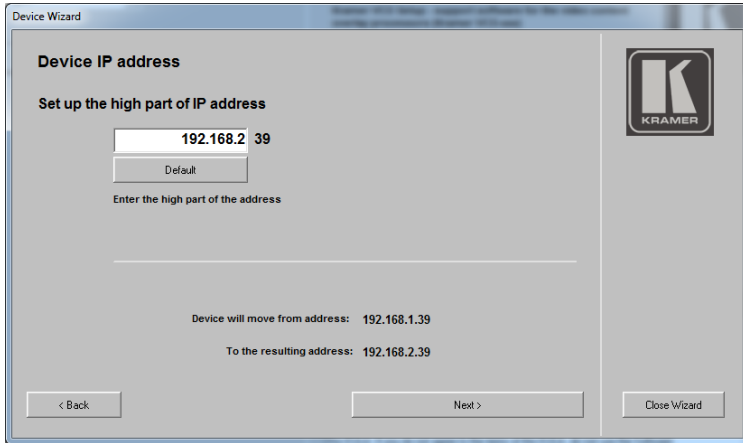 Device Wizard
Device IP address
Set up the high part of IP address
192.168.2 39
Default
Enter the high part of the address
Device will move from address: 192.168.1.39
To the resulting address: 192.168.2.39
< Back
Next >
Close Wizard
K
KRAMER